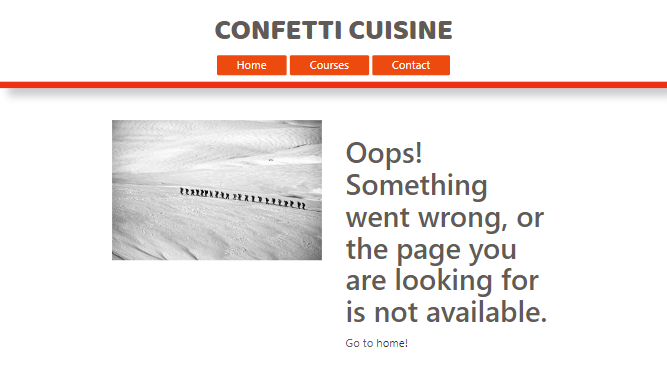 CONFETTI CUISINE
Home Courses Contact
Oops!
Something
went wrong, or
the page you
are looking for
is not available.
Go to home!